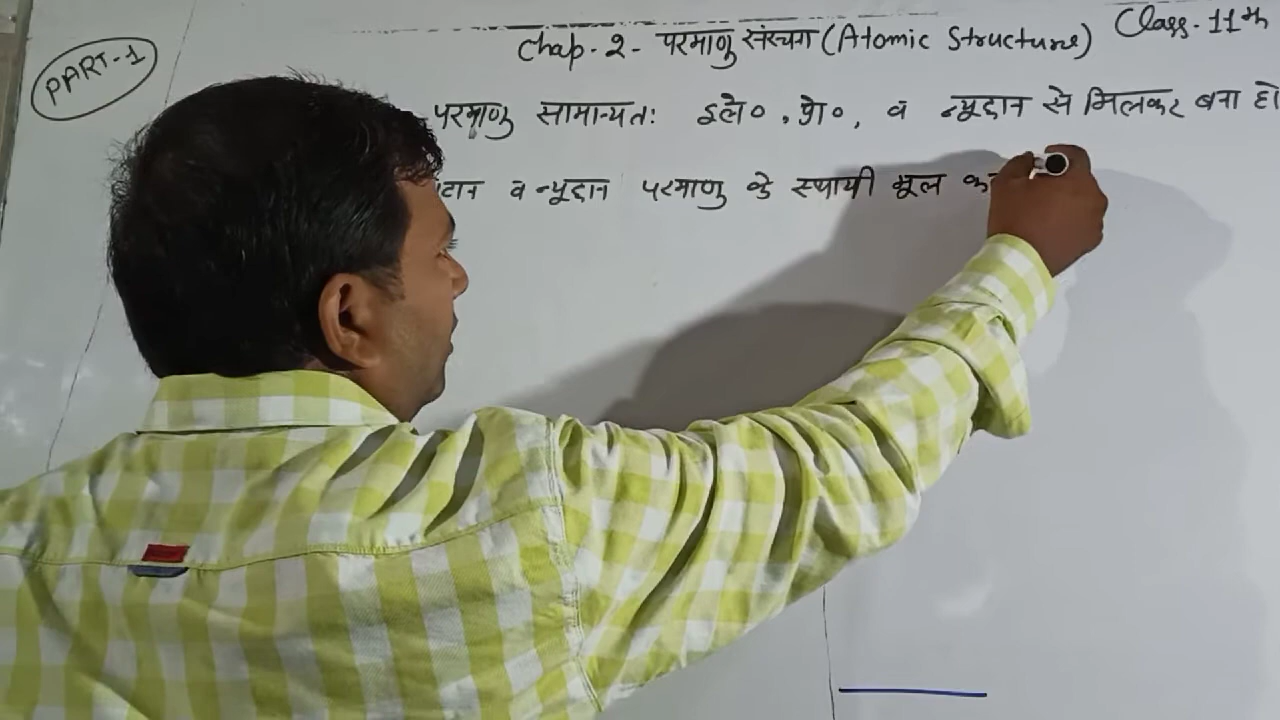 PART-1
Chap-2- परमाणु संरचना (Atomic Structure) Class-11th
परमाणु सामान्यतः इले०, प्रो०, व न्यूट्रान से मिलकर बना हो
टान व न्यूट्रान परमाणु के स्थायी मूल क